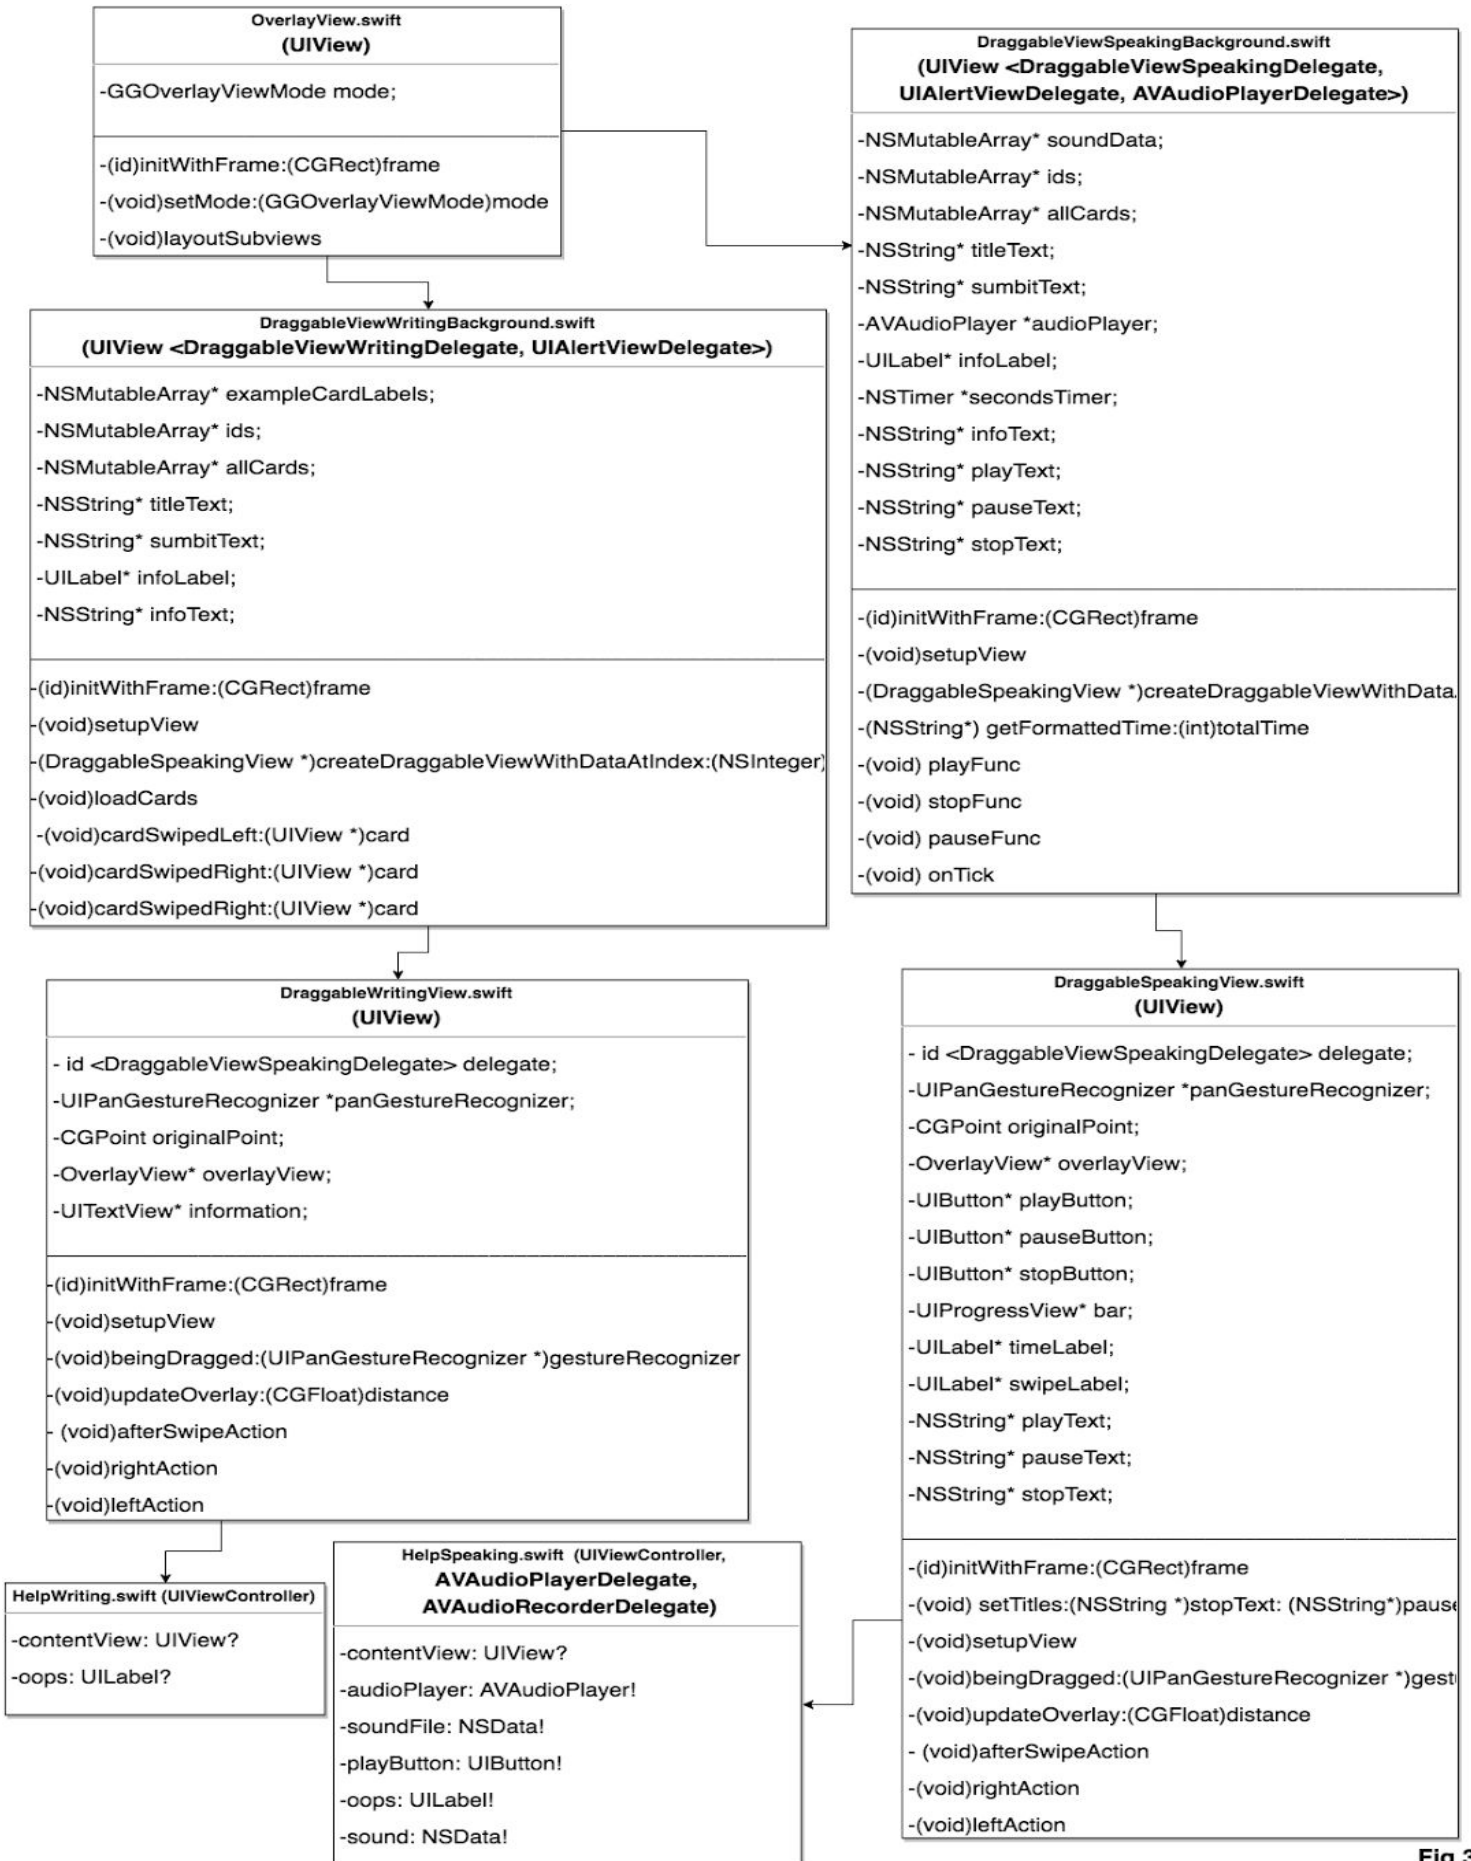 OverlayView.swift
(UIView)
-GGOverlayViewMode mode;
-(id)initWithFrame:(CGRect)frame
-(void)setMode:(GGOverlayViewMode)mode
-(void)layoutSubviews
DraggableViewSpeakingBackground.swift
(UIView <DraggableViewSpeakingDelegate,
UIAlertViewDelegate, AVAudioPlayerDelegate>)
-NSMutableArray* soundData;
-NSMutableArray* ids;
-NSMutableArray* allCards;
-NSString* titleText;
-NSString* sumbitText;
-AVAudioPlayer *audioPlayer;
-UILabel* infoLabel;
-NSTimer *secondsTimer;
-NSString* infoText;
-NSString* playText;
-NSString* pauseText;
-NSString* stopText;
-(id)initWithFrame:(CGRect)frame
-(void)setupView
-(DraggableSpeakingView *)createDraggableViewWithData
-(NSString*) getFormattedTime:(int)totalTime
-(void) playFunc
-(void) stopFunc
-(void) pauseFunc
-(void) onTick
DraggableViewWritingBackground.swift
(UIView <DraggableViewWritingDelegate, UIAlertViewDelegate>)
-NSMutableArray* exampleCardLabels;
-NSMutableArray* ids;
-NSMutableArray* allCards;
-NSString* titleText;
-NSString* sumbitText;
-UILabel* infoLabel;
-NSString* infoText;
-(id)initWithFrame:(CGRect)frame
-(void)setupView
-(DraggableSpeakingView *)createDraggableViewWithDataAtIndex:(NSInteger)
-(void)loadCards
-(void)cardSwipedLeft:(UIView *)card
-(void)cardSwipedRight:(UIView *)card
-(void)cardSwipedRight:(UIView *)card
DraggableWritingView.swift
(UIView)
- id <DraggableViewSpeakingDelegate> delegate;
-UIPanGestureRecognizer *panGestureRecognizer;
-CGPoint originalPoint;
-OverlayView* overlayView;
-UITextView* information;
-(id)initWithFrame:(CGRect)frame
-(void)setupView
-(void)beingDragged:(UIPanGestureRecognizer *)gestureRecognizer
-(void)updateOverlay:(CGFloat)distance
- (void)afterSwipeAction
-(void)rightAction
-(void)leftAction
DraggableSpeakingView.swift
(UIView)
- id <DraggableViewSpeakingDelegate> delegate;
-UIPanGestureRecognizer *panGestureRecognizer;
-CGPoint originalPoint;
-OverlayView* overlayView;
-UIButton* playButton;
-UIButton* pauseButton;
-UIButton* stopButton;
-UIProgressView* bar;
-UILabel* timeLabel;
-UILabel* swipeLabel;
-NSString* playText;
-NSString* pauseText;
-NSString* stopText;
-(id)initWithFrame:(CGRect)frame
-(void) setTitles:(NSString *)stopText: (NSString*)pause
-(void)setupView
-(void)beingDragged:(UIPanGestureRecognizer *)gest
-(void)updateOverlay:(CGFloat)distance
- (void)afterSwipeAction
-(void)rightAction
-(void)leftAction
HelpWriting.swift (UIViewController)
-contentView: UIView?
-oops: UILabel?
HelpSpeaking.swift (UIViewController,
AVAudioPlayerDelegate,
AVAudioRecorderDelegate)
-contentView: UIView?
-audioPlayer: AVAudioPlayer!
-soundFile: NSData!
-playButton: UIButton!
-oops: UILabel!
-sound: NSData!
Fig 3